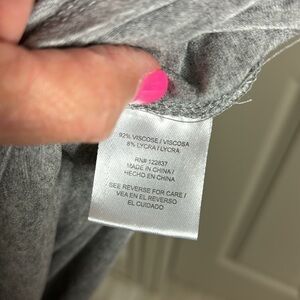 92% VISCOSE / VISCOSA
8% LYCRA / LYCRA
RN# 122837
MADE IN CHINA /
HECHO EN CHINA
SEE REVERSE FOR CARE /
VEA EN EL REVERSO
EL CUIDADO